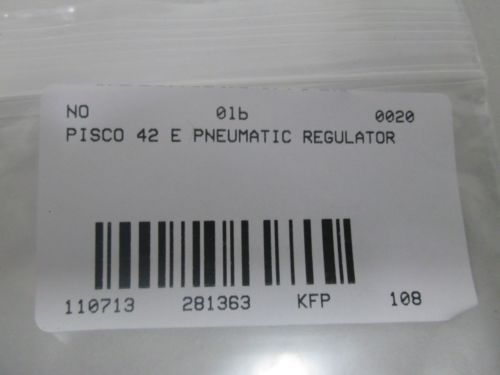 NO 01b 0020
PISCO 42 E PNEUMATIC REGULATOR
110713 281363 KFP 108